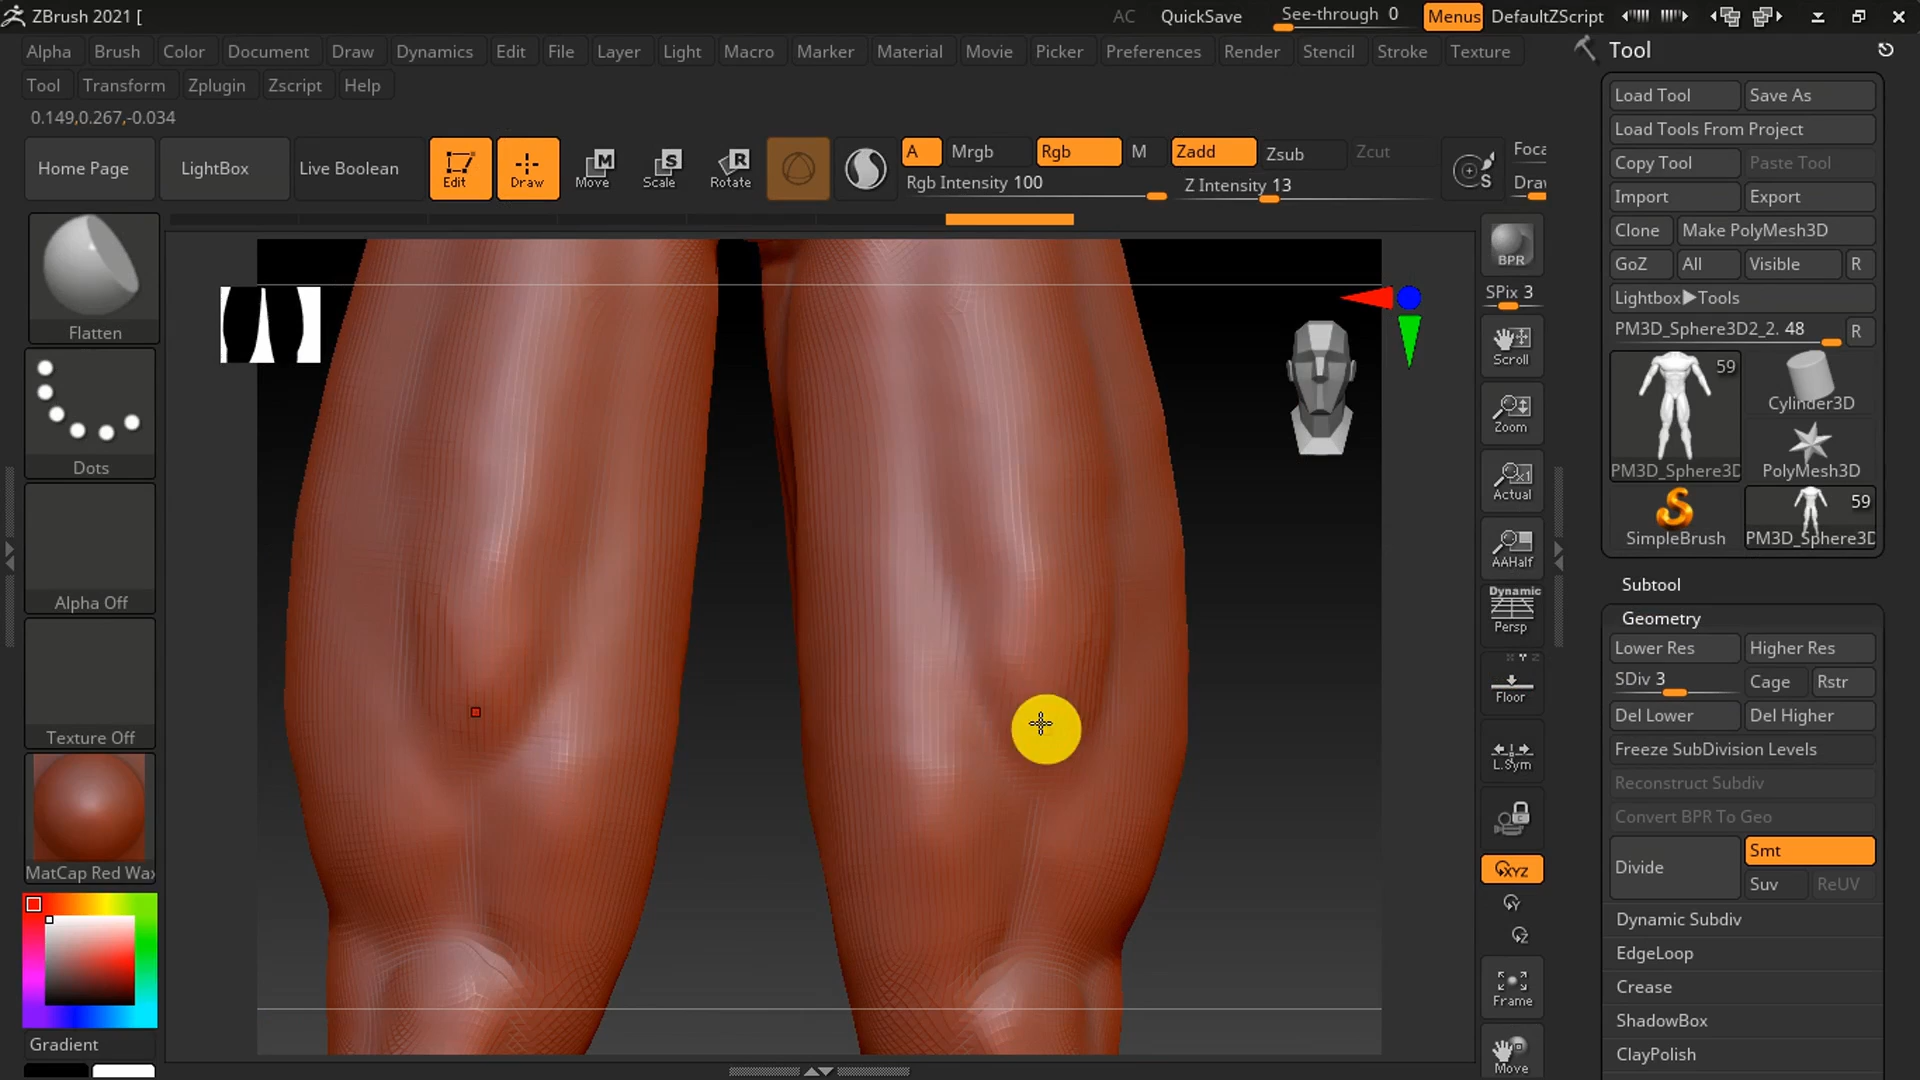 ZBrush 2021 [
AC QuickSave See-through 0 Menus DefaultZScript
Alpha Brush Color Document Draw Dynamics Edit File Layer Light Macro Marker Material Movie Picker Preferences Render Stencil Stroke Texture
Tool Transform Zplugin Zscript Help
0.149,0.267,-0.034
Home Page LightBox Live Boolean Edit Draw Move Scale Rotate
A Mrgb Rgb M Zadd Zsub Zcut Foca
Rgb Intensity 100 Z Intensity 13 Draw
Flatten
Dots
Alpha Off
Texture Off
MatCap Red Wax
Gradient
BPR
SPix 3
Scroll
Zoom
Actual
AAHalf
Dynamic
Persp
Floor
L.Sym
XYZ
Y
Z
Frame
Move
Tool
Load Tool Save As
Load Tools From Project
Copy Tool Paste Tool
Import Export
Clone Make PolyMesh3D
GoZ All Visible R
Lightbox▶Tools
PM3D_Sphere3D2_2. 48 R
59
Cylinder3D
PM3D_Sphere3D PolyMesh3D
59
SimpleBrush PM3D_Sphere3D
Subtool
Geometry
Lower Res Higher Res
SDiv 3 Cage Rstr
Del Lower Del Higher
Freeze SubDivision Levels
Reconstruct Subdiv
Convert BPR To Geo
Divide Smt
Suv ReUV
Dynamic Subdiv
EdgeLoop
Crease
ShadowBox
ClayPolish